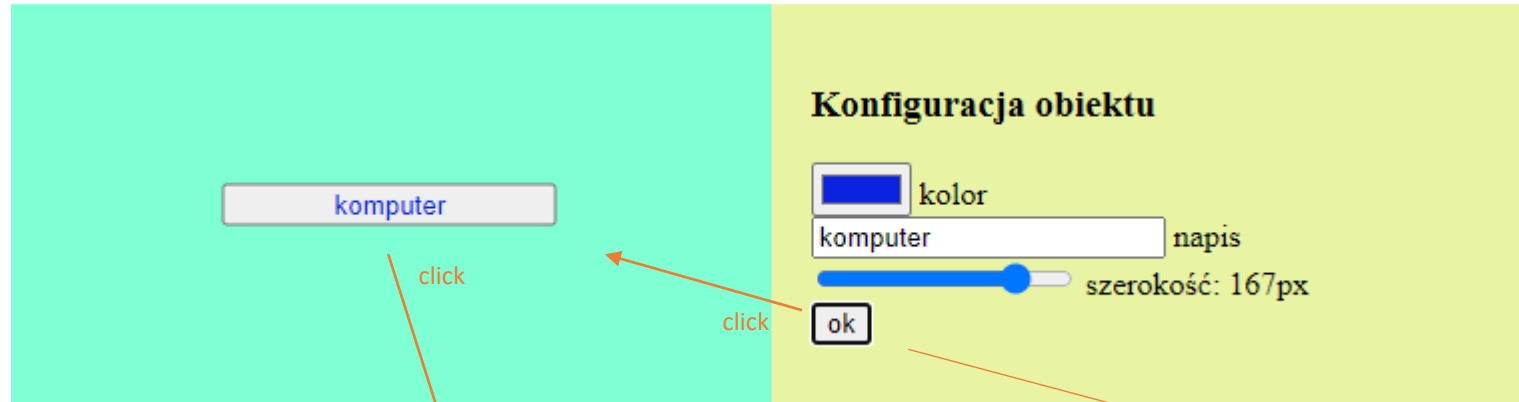 komputer
click
click
Konfiguracja obiektu
kolor
komputer napis
szerokość: 167px
ok